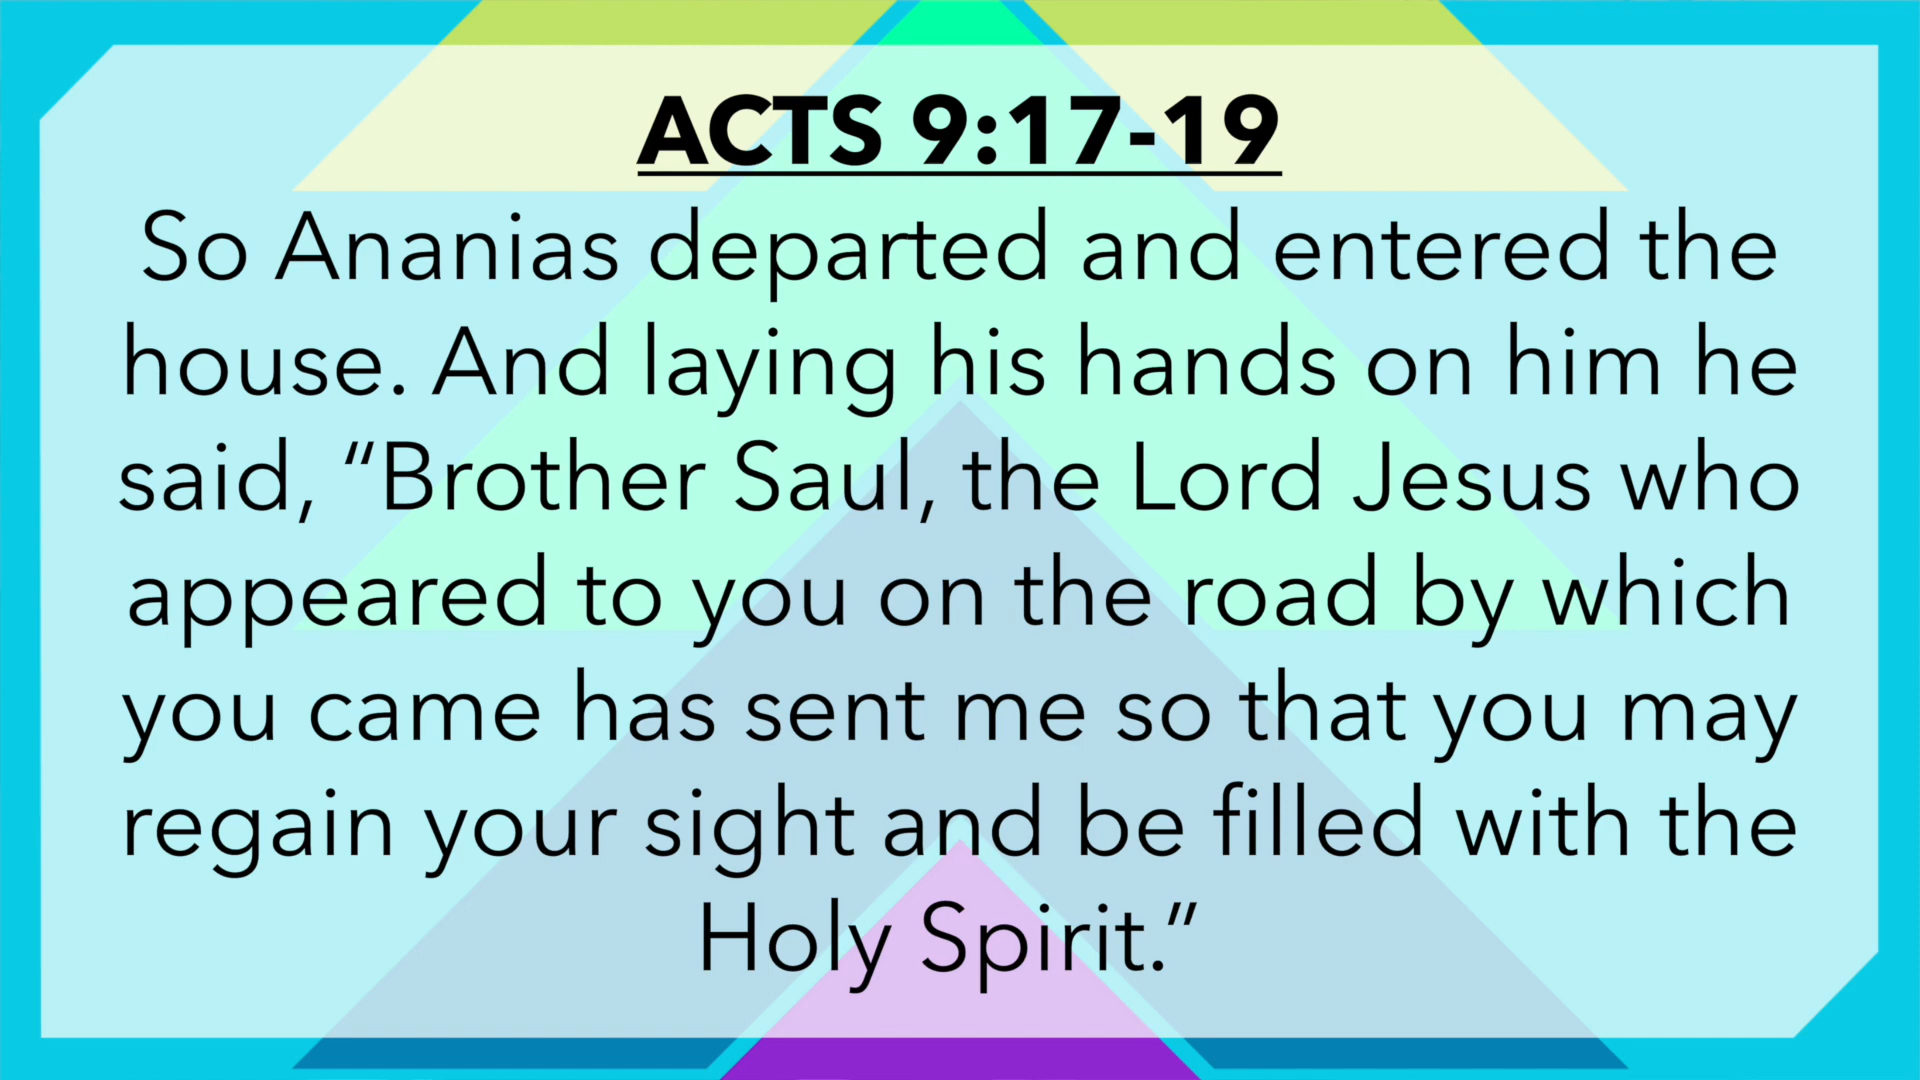 ACTS 9:17-19
So Ananias departed and entered the
house. And laying his hands on him he
said, “Brother Saul, the Lord Jesus who
appeared to you on the road by which
you came has sent me so that you may
regain your sight and be filled with the
Holy Spirit.”